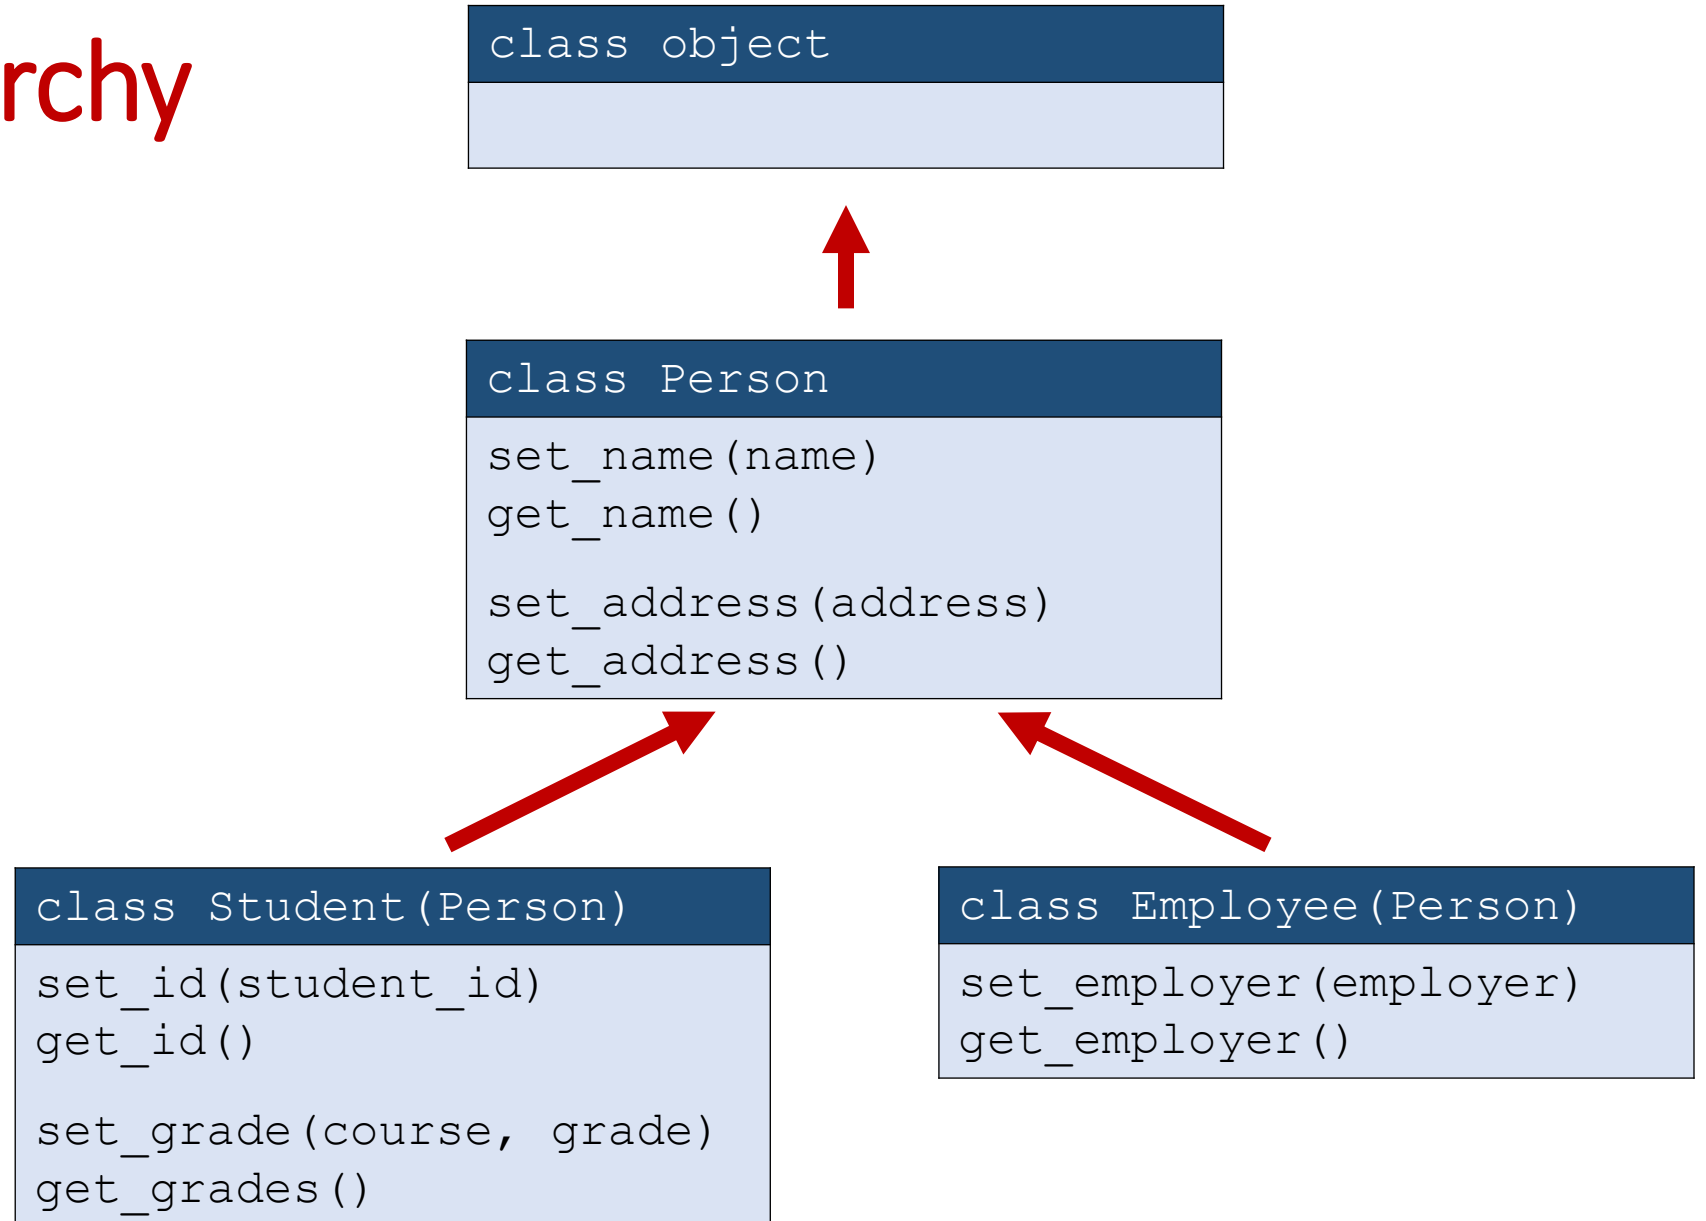 rchy
class object
class Person
set_name(name)
get_name()
set_address(address)
get_address()
class Student(Person)
set_id(student_id)
get_id()
set_grade(course, grade)
get_grades()
class Employee(Person)
set_employer(employer)
get_employer()